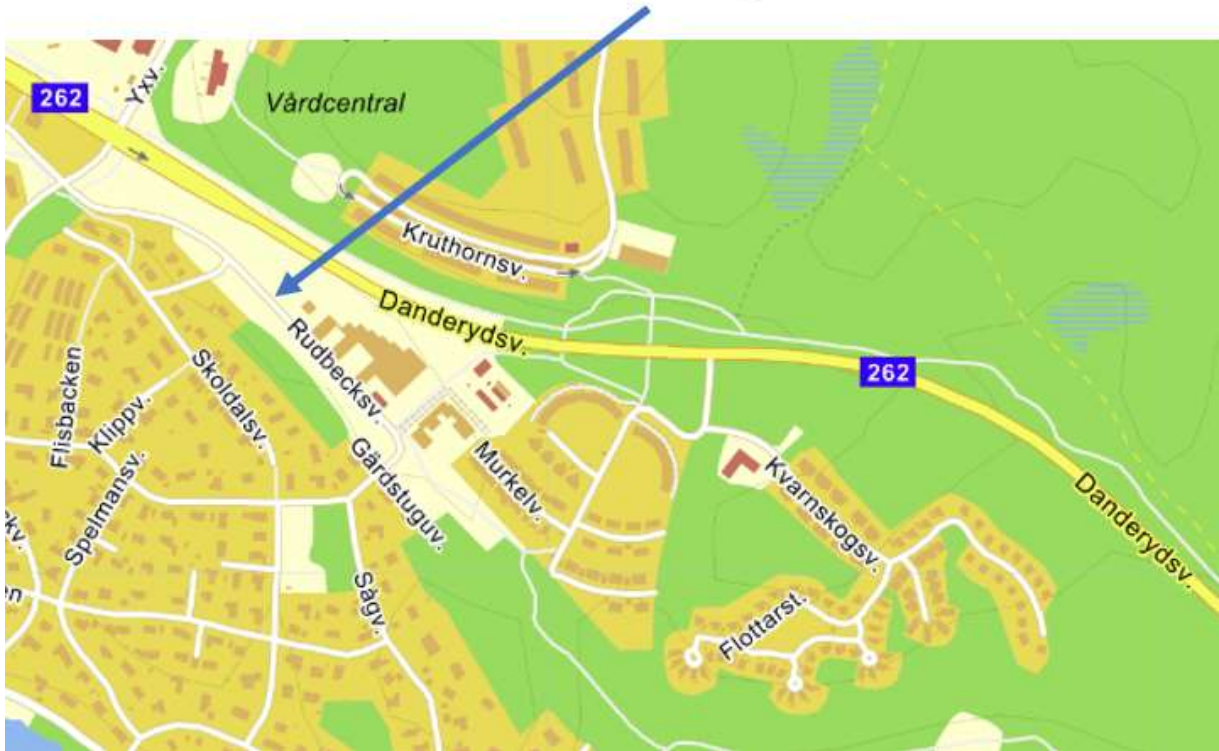 262
Yxv.
Vårdcentral
Kruthornsv.
Danderydsv.
262
Rudbecksv.
Skoldalsv.
Flisbacken
Klippv.
Spelmansv.
Gärdstuguv.
Murkelv.
Kvarnskogsv.
Danderydsv.
Sågv.
Flottarst.